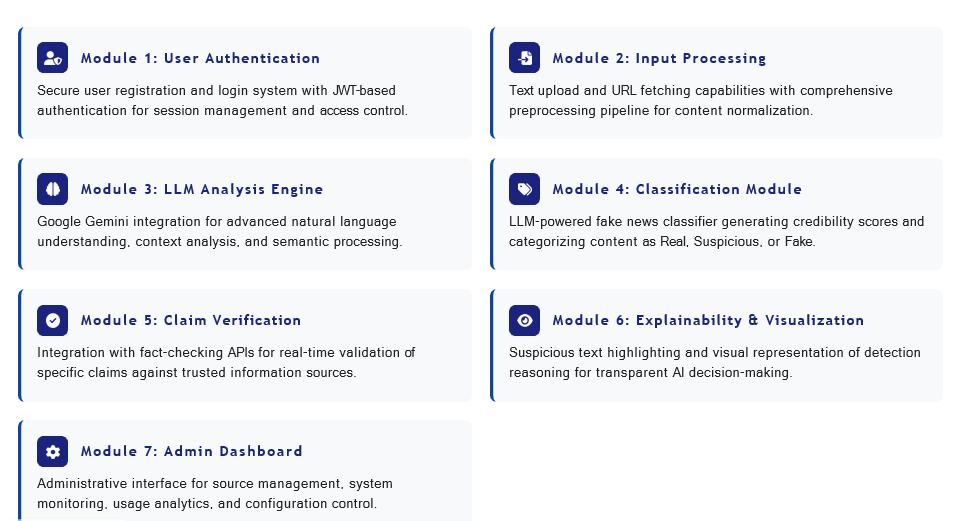 Module 1: User Authentication
Secure user registration and login system with JWT-based
authentication for session management and access control.
Module 2: Input Processing
Text upload and URL fetching capabilities with comprehensive
preprocessing pipeline for content normalization.
Module 3: LLM Analysis Engine
Google Gemini integration for advanced natural language
understanding, context analysis, and semantic processing.
Module 4: Classification Module
LLM-powered fake news classifier generating credibility scores and
categorizing content as Real, Suspicious, or Fake.
Module 5: Claim Verification
Integration with fact-checking APIs for real-time validation of
specific claims against trusted information sources.
Module 6: Explainability & Visualization
Suspicious text highlighting and visual representation of detection
reasoning for transparent AI decision-making.
Module 7: Admin Dashboard
Administrative interface for source management, system
monitoring, usage analytics, and configuration control.